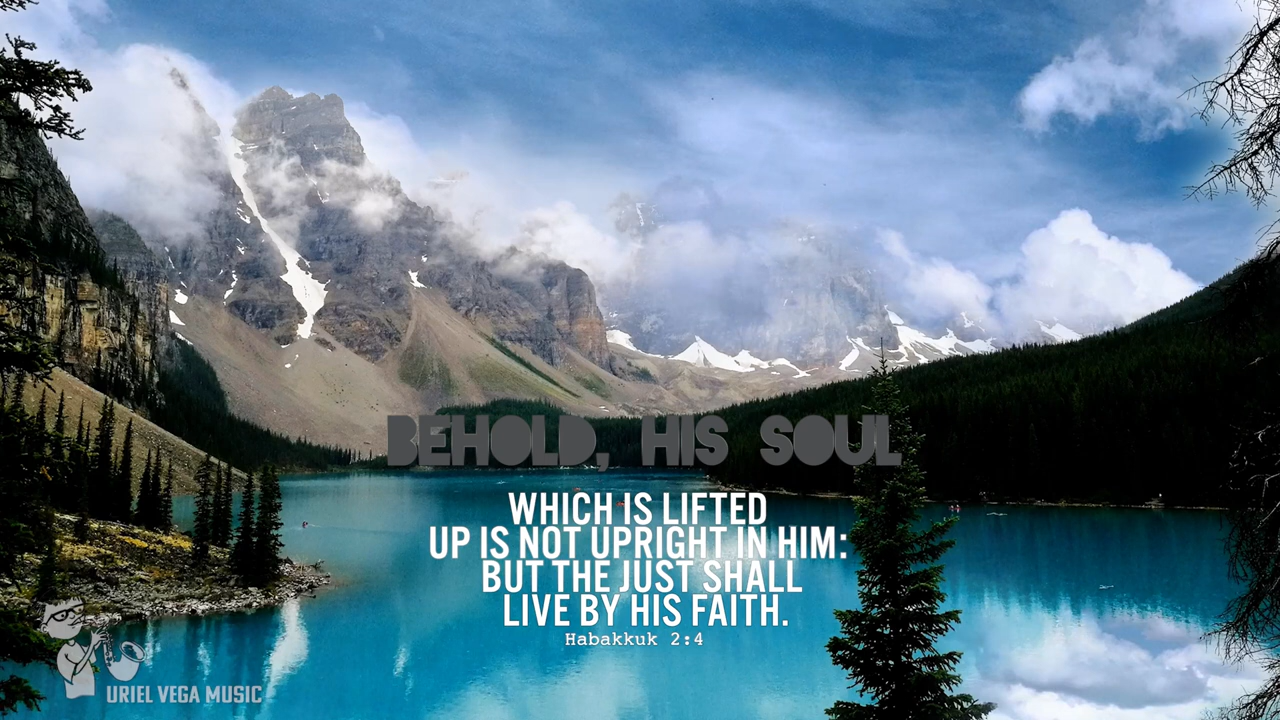 BEHOLD, HIS SOUL
WHICH IS LIFTED
UP IS NOT UPRIGHT IN HIM:
BUT THE JUST SHALL
LIVE BY HIS FAITH.
Habakkuk 2:4
URIEL VEGA MUSIC